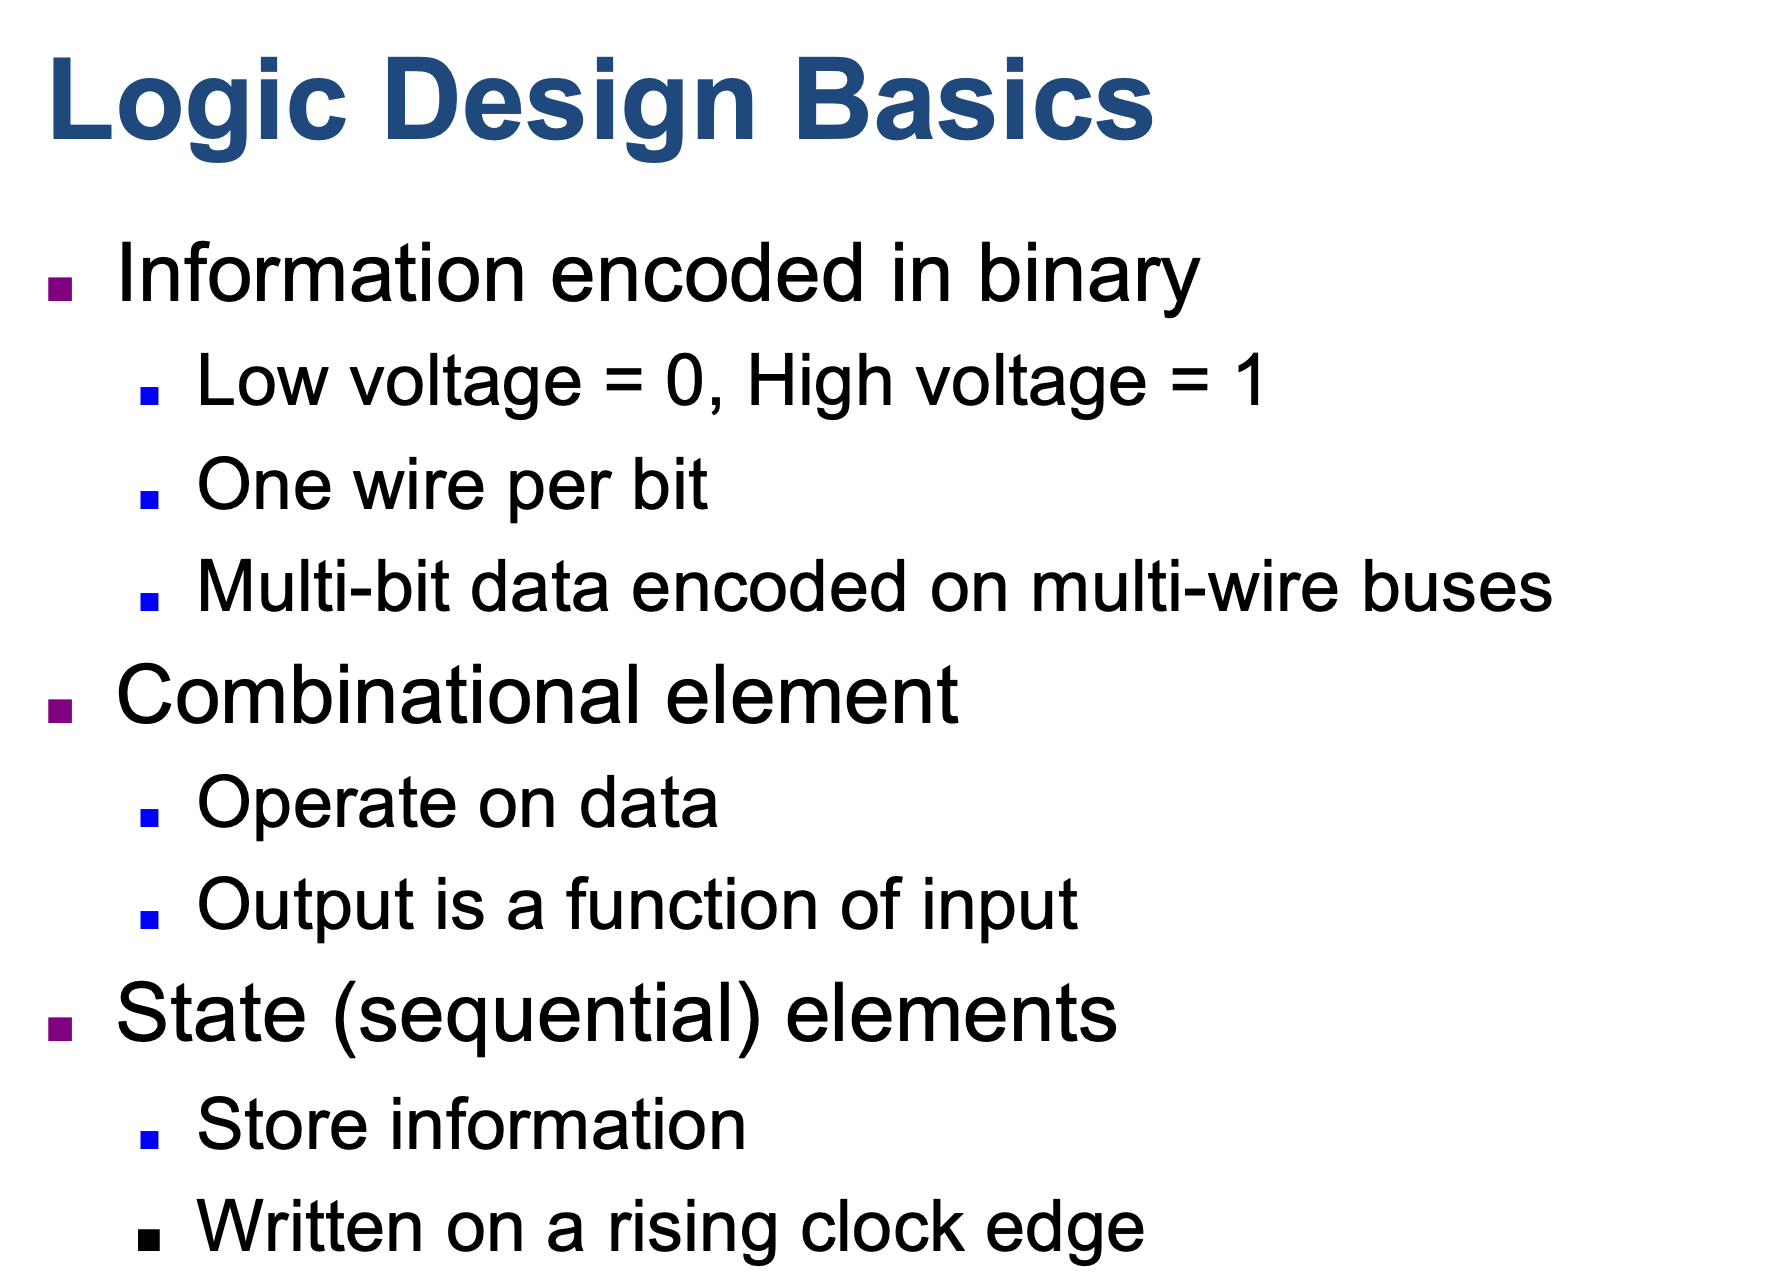 Logic Design Basics
Information encoded in binary
Low voltage = 0, High voltage = 1
One wire per bit
Multi-bit data encoded on multi-wire buses
Combinational element
Operate on data
Output is a function of input
State (sequential) elements
Store information
Written on a rising clock edge